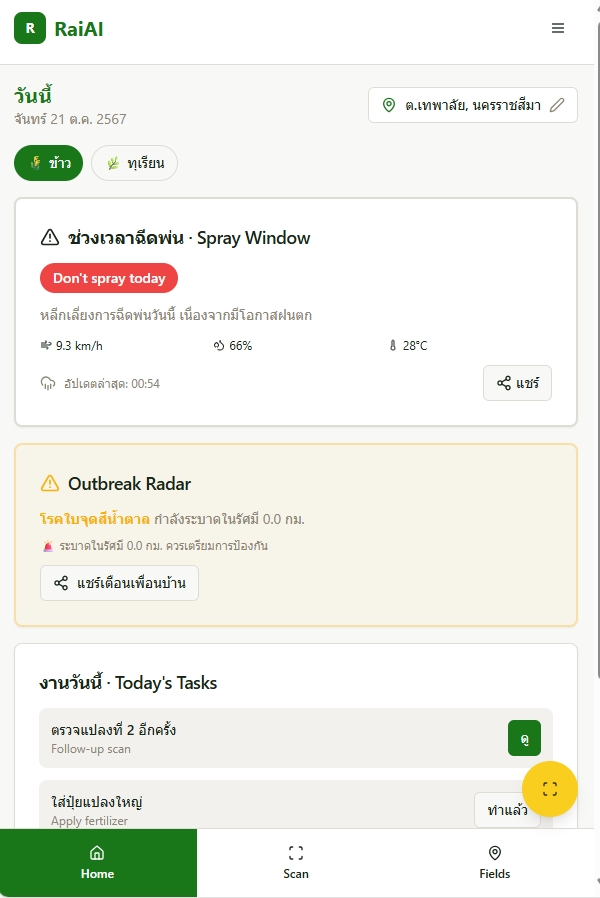 R RaiAI
วันนี้
จันทร์ 21 ต.ค. 2567
ต.เทพาลัย, นครราชสีมา
ข้าว ทุเรียน
ช่วงเวลาฉีดพ่น · Spray Window
Don't spray today
หลีกเลี่ยงการฉีดพ่นวันนี้ เนื่องจากมีโอกาสฝนตก
9.3 km/h 66% 28°C
อัปเดตล่าสุด: 00:54
แชร์
Outbreak Radar
โรคใบจุดสีน้ำตาล กำลังระบาดในรัศมี 0.0 กม.
ระบาดในรัศมี 0.0 กม. ควรเตรียมการป้องกัน
แชร์เตือนเพื่อนบ้าน
งานวันนี้ · Today's Tasks
ตรวจแปลงที่ 2 อีกครั้ง
Follow-up scan
ดู
ใส่ปุ๋ยแปลงใหญ่
Apply fertilizer
ทำแล้ว
Home Scan Fields